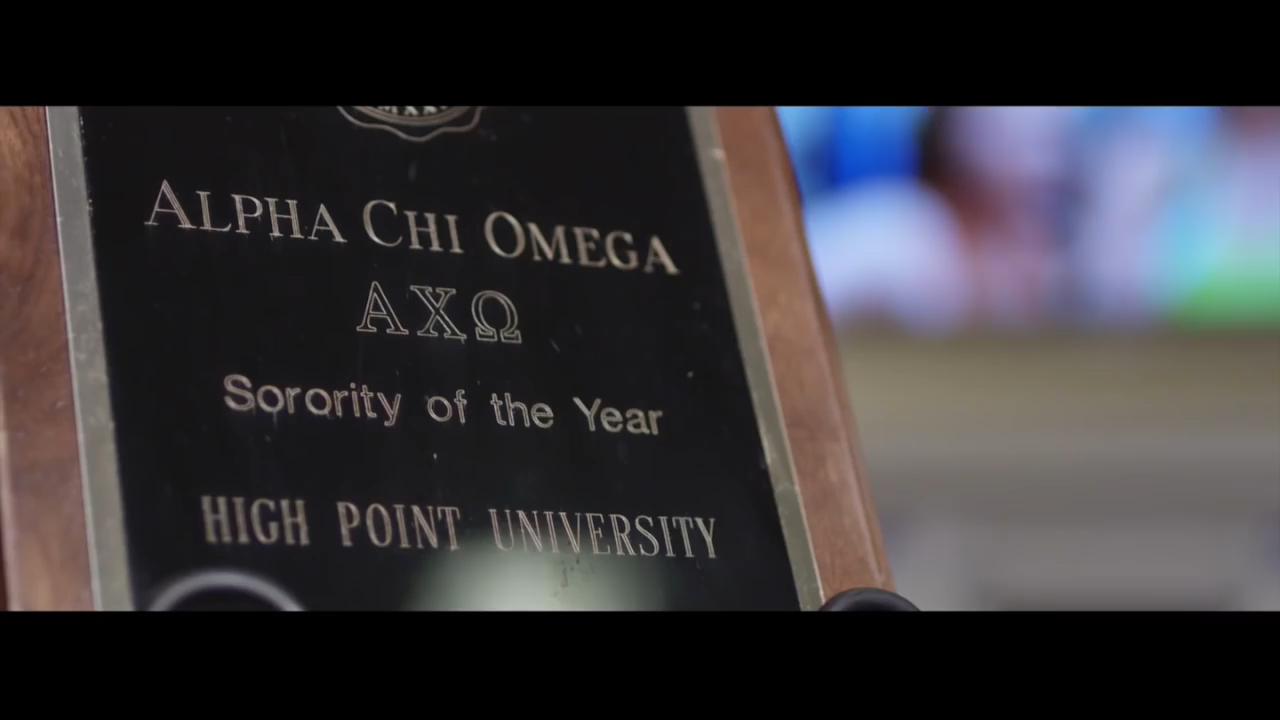 ALPHA CHI OMEGA
ΑΧΩ
Sorority of the Year
HIGH POINT UNIVERSITY